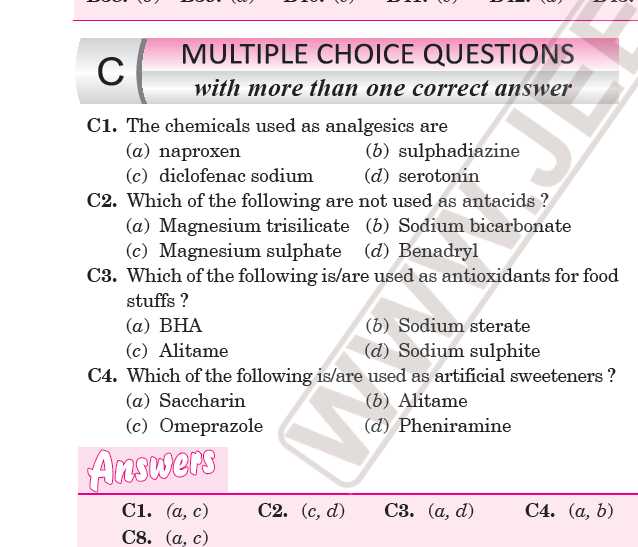 C MULTIPLE CHOICE QUESTIONS
with more than one correct answer
C1. The chemicals used as analgesics are
(a) naproxen (b) sulphadiazine
(c) diclofenac sodium (d) serotonin
C2. Which of the following are not used as antacids ?
(a) Magnesium trisilicate (b) Sodium bicarbonate
(c) Magnesium sulphate (d) Benadryl
C3. Which of the following is/are used as antioxidants for food
stuffs ?
(a) BHA (b) Sodium sterate
(c) Alitame (d) Sodium sulphite
C4. Which of the following is/are used as artificial sweeteners ?
(a) Saccharin (b) Alitame
(c) Omeprazole (d) Pheniramine
Answers
C1. (a, c) C2. (c, d) C3. (a, d) C4. (a, b)
C8. (a, c)
WWW.JEE